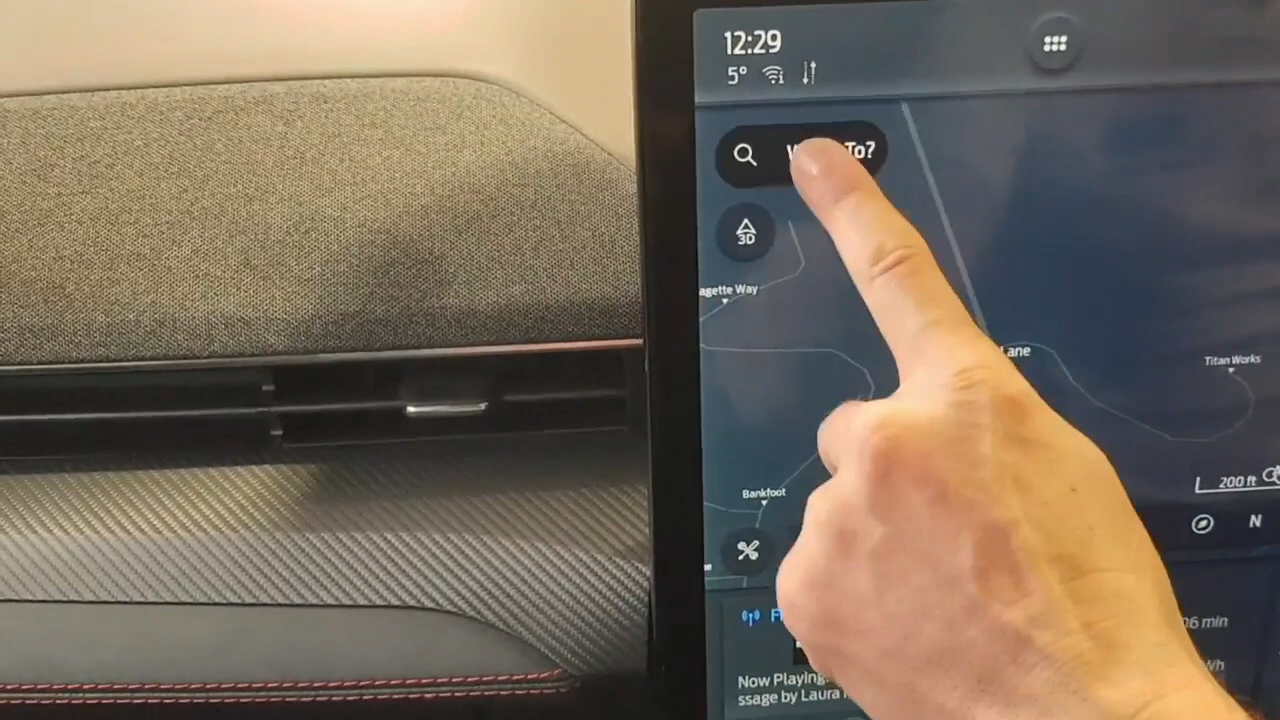 12:29
5°
To?
3D
agette Way
Lane
Titan Works
200 ft
Bankfoot
N
min
Now Playing:
ssage by Laura